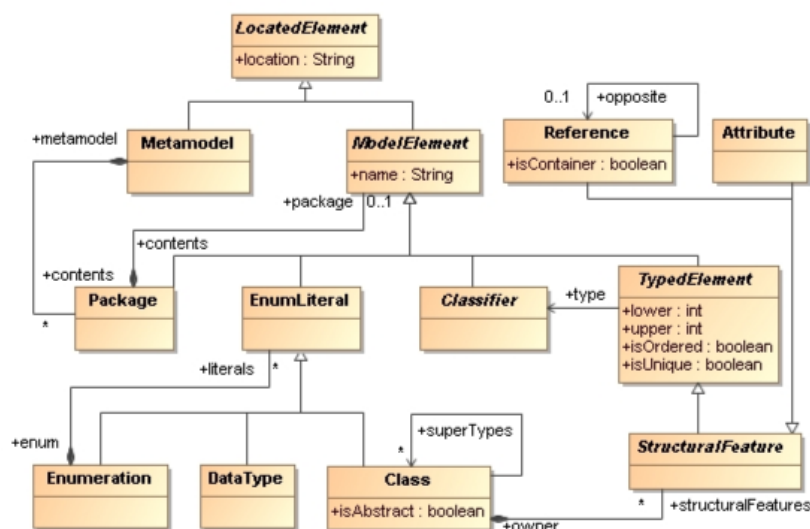 LocatedElement
+location : String
0..1
+opposite
+metamodel
Metamodel
ModelElement
+name : String
Reference
+isContainer : boolean
Attribute
+package
0..1
+contents
+contents
*
Package
EnumLiteral
Classifier
+type
TypedElement
+lower : int
+upper : int
+isOrdered : boolean
+isUnique : boolean
+literals
*
+enum
*
+superTypes
Enumeration
DataType
Class
+isAbstract : boolean
StructuralFeature
*
+structuralFeatures
+owner